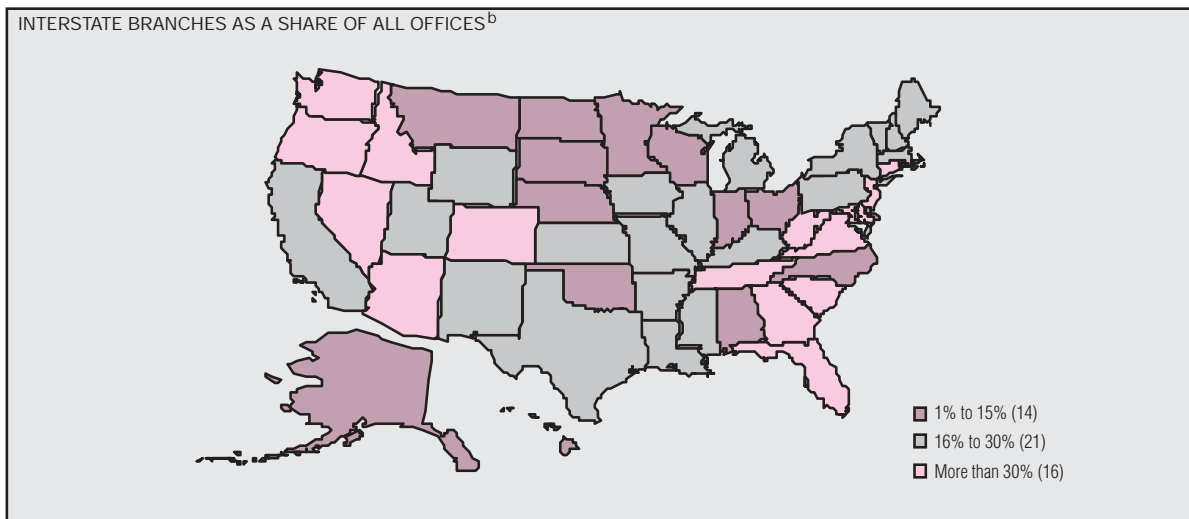 INTERSTATE BRANCHES AS A SHARE OF ALL OFFICES b
1% to 15% (14)
16% to 30% (21)
More than 30% (16)